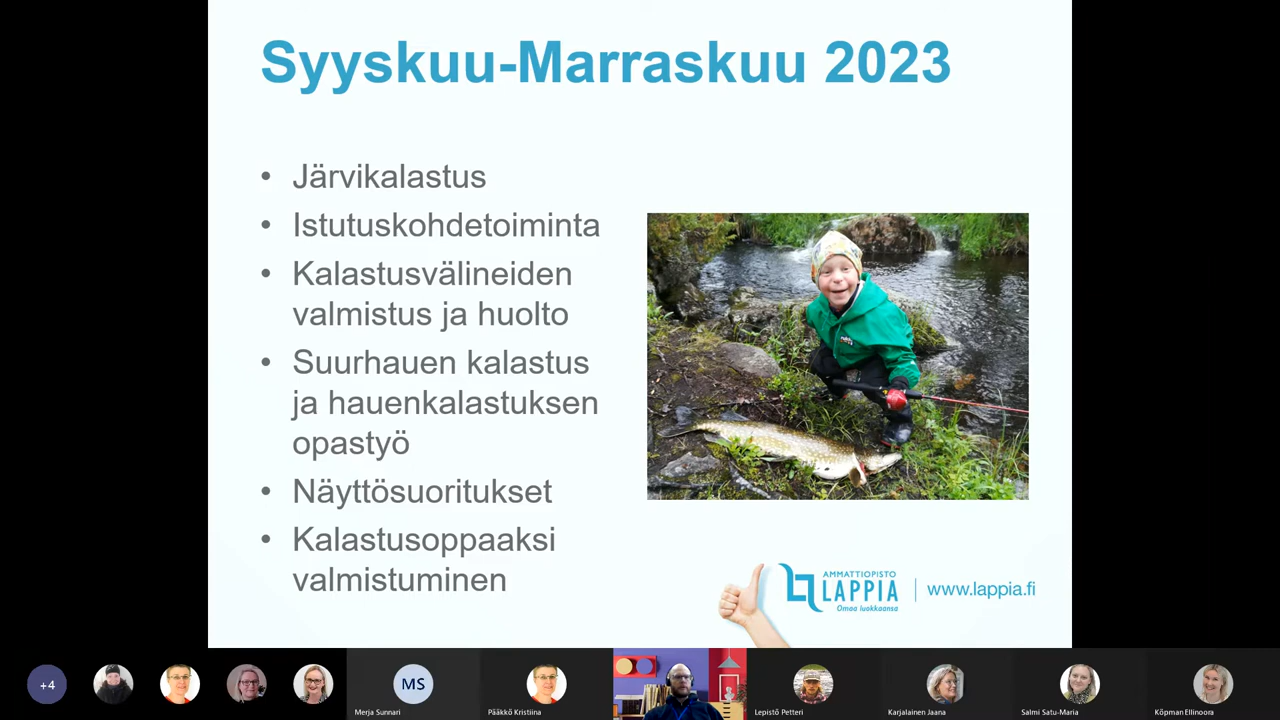 Syyskuu-Marraskuu 2023
• Järvikalastus
• Istutuskohdetoiminta
• Kalastusvälineiden
valmistus ja huolto
• Suurhauen kalastus
ja hauenkalastuksen
opastyö
• Näyttösuoritukset
• Kalastusoppaaksi
valmistuminen
AMMATTIOPISTO
LAPPIA
Omaa luokkaansa
www.lappia.fi
+4
MS
Merja Sunnari
Pääkkö Kristiina
Lepistö Petteri
Karjalainen Jaana
Salmi Satu-Maria
Köpman Ellinoora